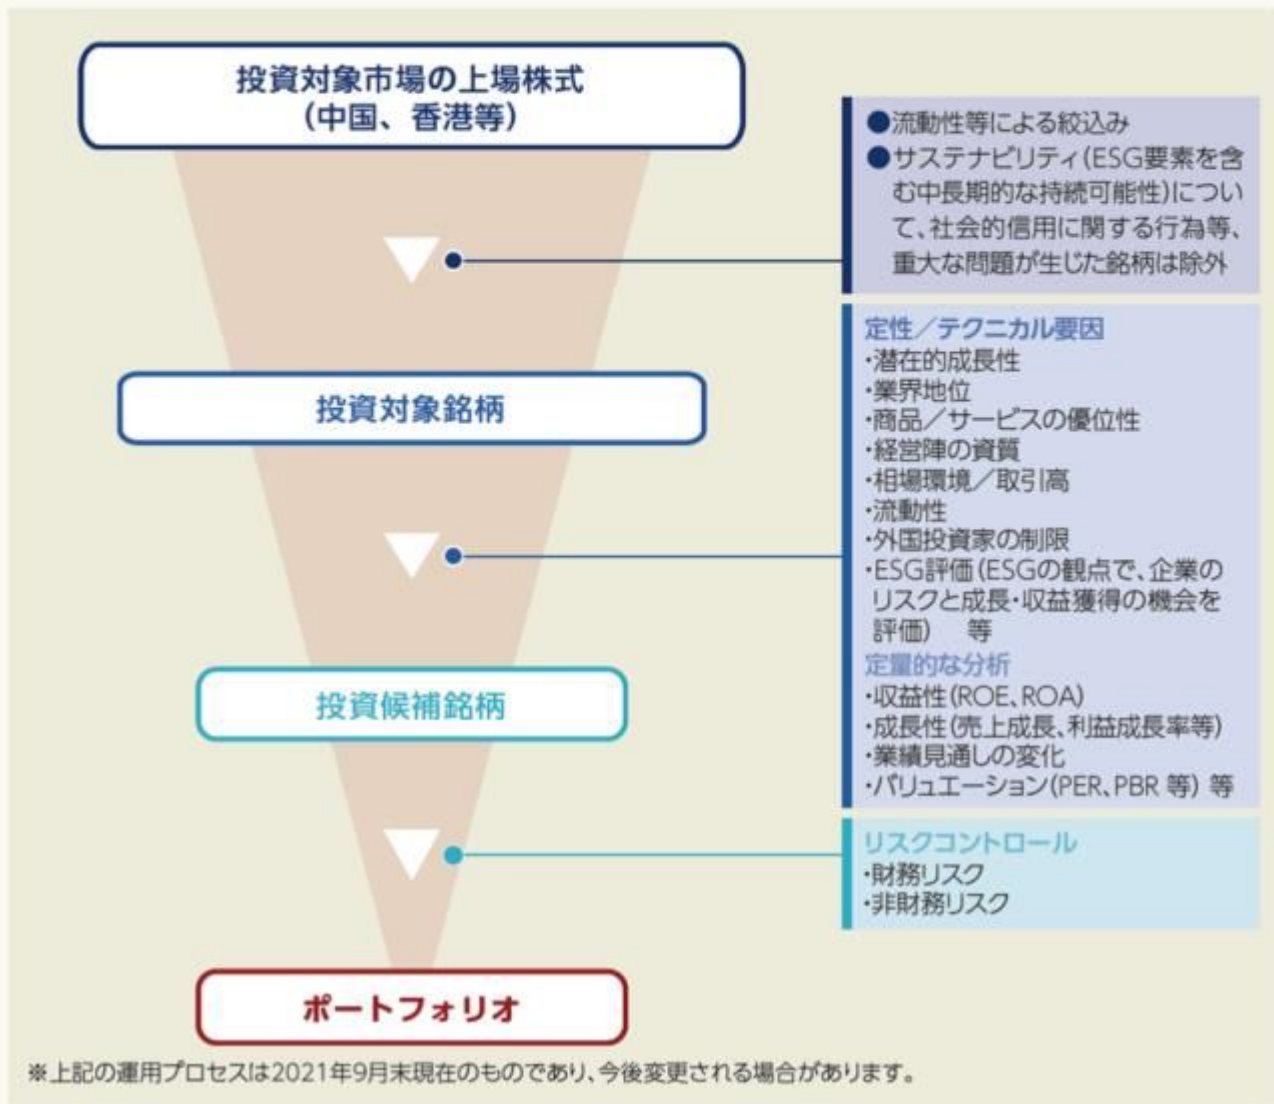 投資対象市場の上場株式
(中国、香港等)
●流動性等による絞込み
●サステナビリティ(ESG要素を含
む中長期的な持続可能性)につい
て、社会的信用に関する行為等、
重大な問題が生じた銘柄は除外
投資対象銘柄
定性／テクニカル要因
・潜在的成長性
・業界地位
・商品／サービスの優位性
・経営陣の資質
・相場環境／取引高
・流動性
・外国投資家の制限
・ESG評価(ESGの観点で、企業の
リスクと成長・収益獲得の機会を
評価)　等
定量的な分析
・収益性(ROE、ROA)
・成長性(売上成長、利益成長率等)
・業績見通しの変化
・バリュエーション(PER、PBR 等) 等
投資候補銘柄
リスクコントロール
・財務リスク
・非財務リスク
ポートフォリオ
※上記の運用プロセスは2021年9月末現在のものであり、今後変更される場合があります。